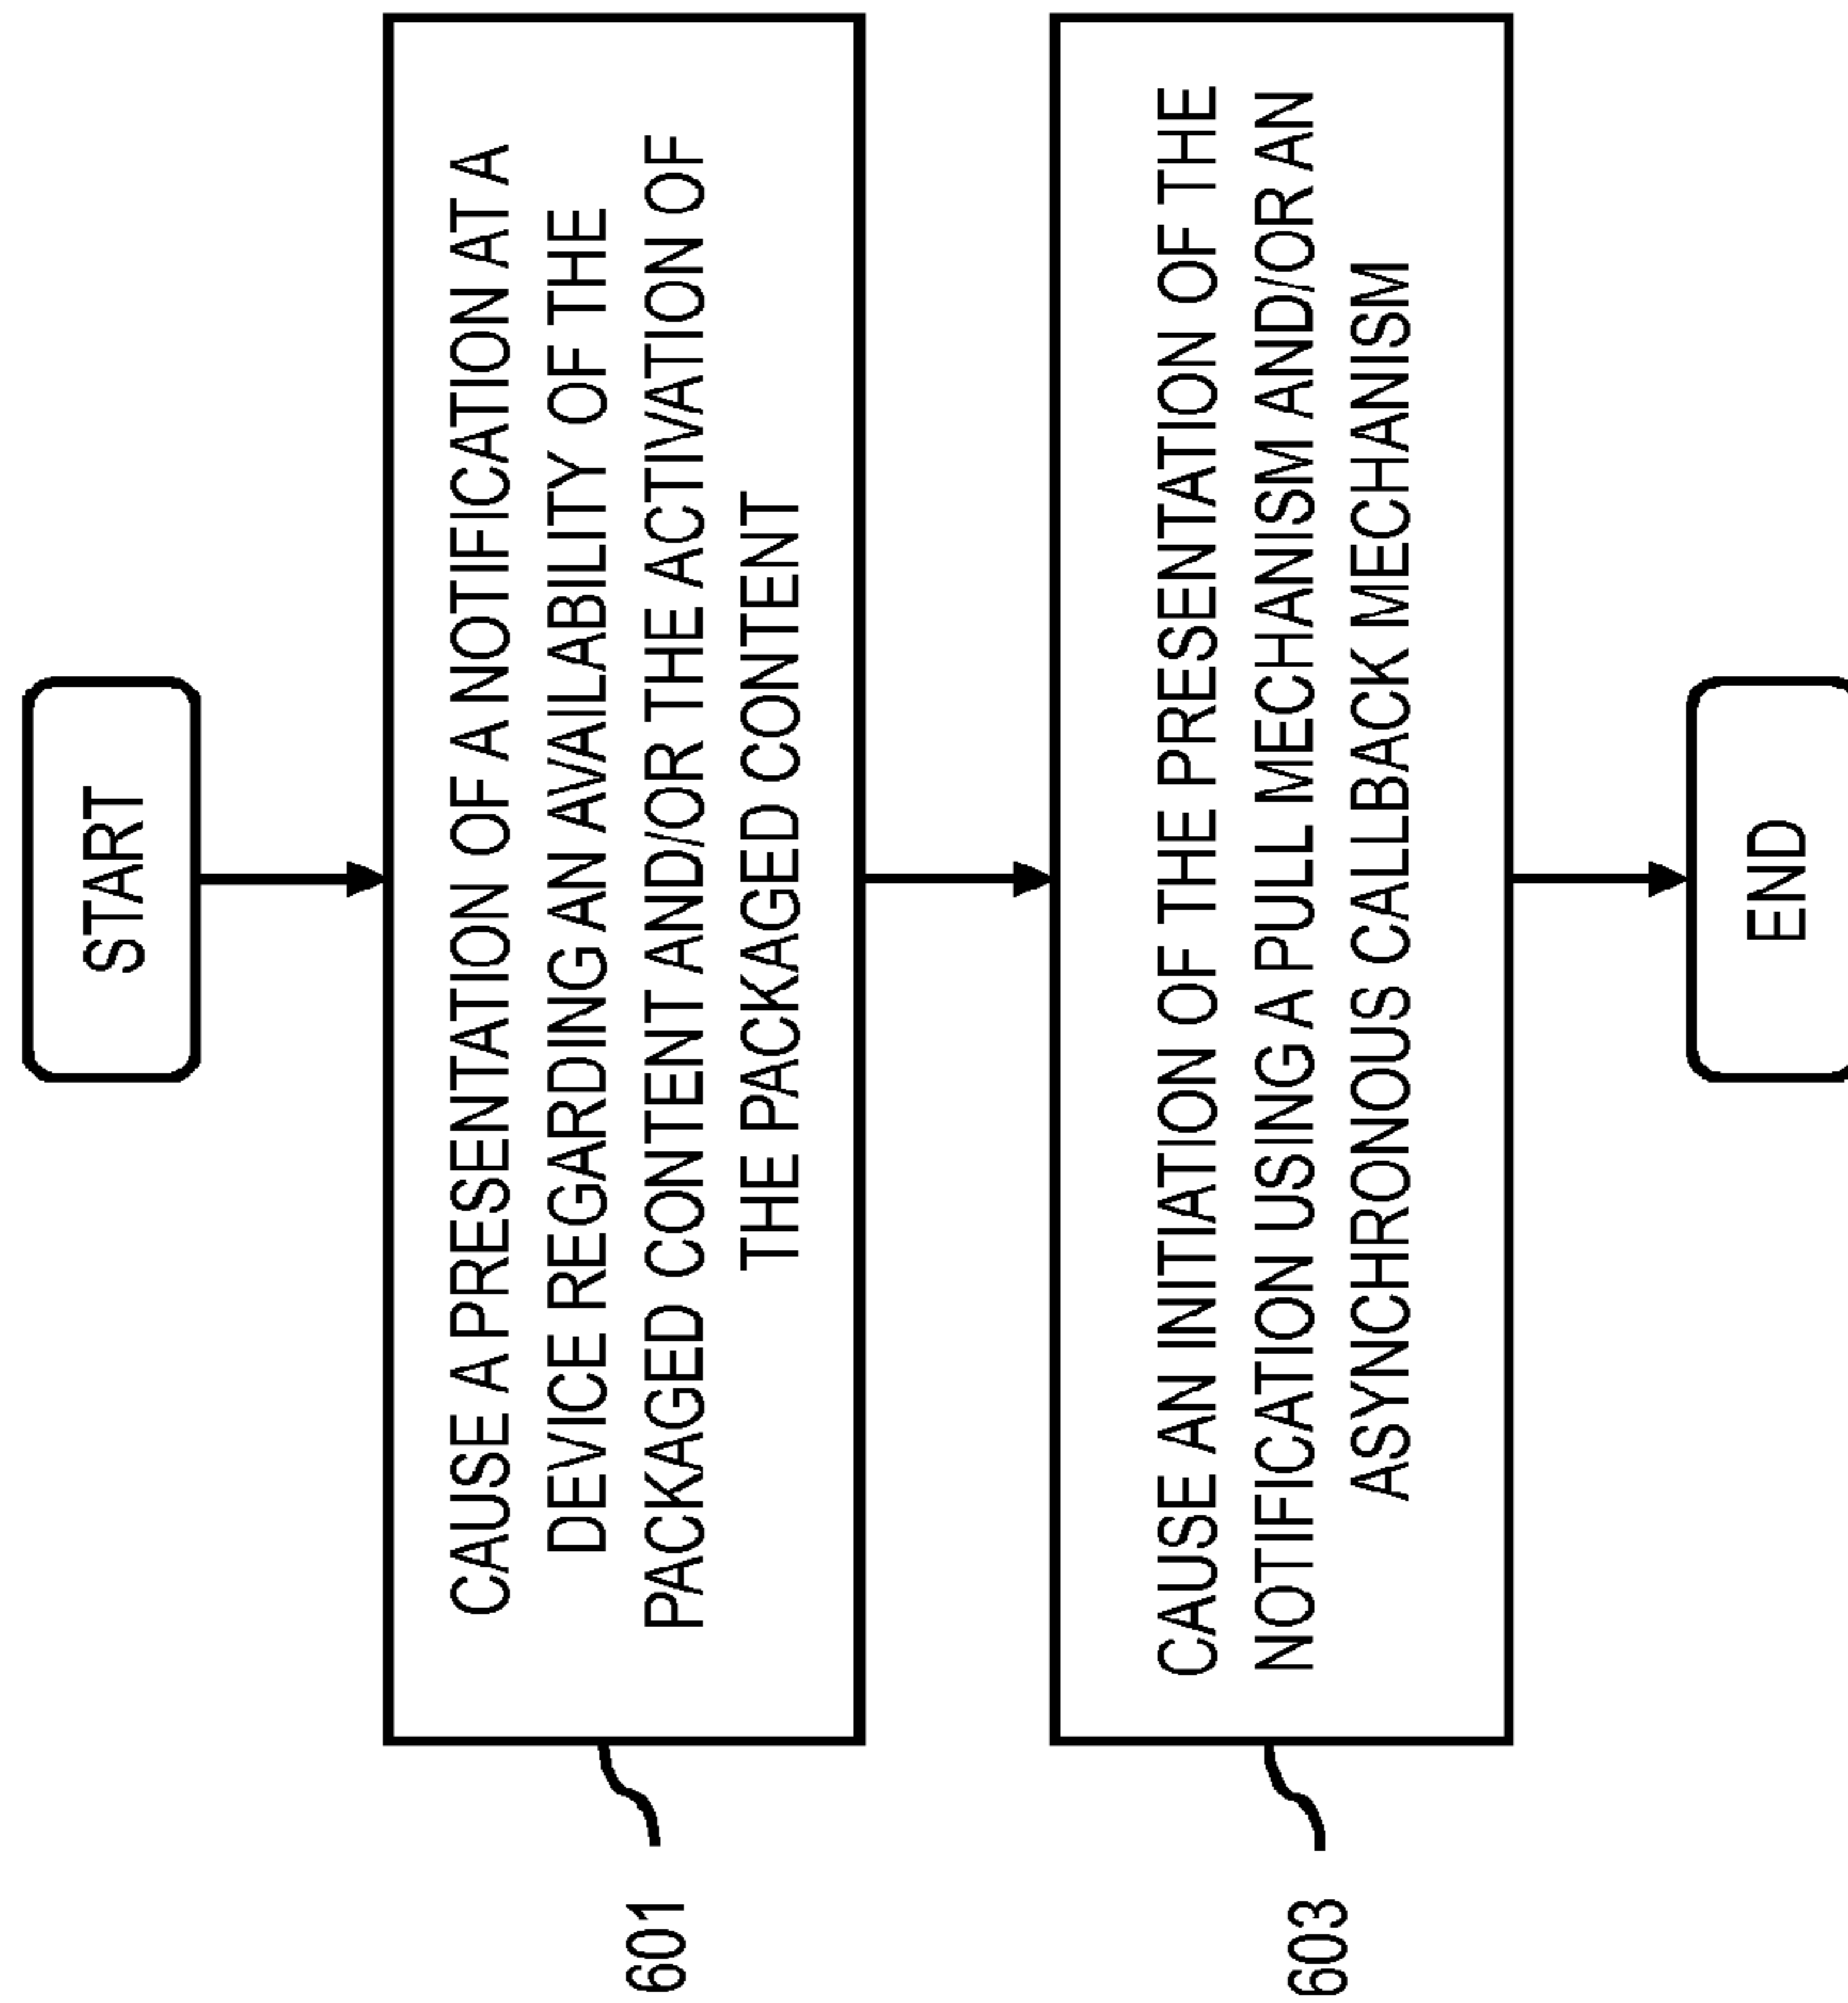 START
601
CAUSE A PRESENTATION OF A NOTIFICATION AT A
DEVICE REGARDING AN AVAILABILITY OF THE
PACKAGED CONTENT AND/OR THE ACTIVATION OF
THE PACKAGED CONTENT
603
CAUSE AN INITIATION OF THE PRESENTATION OF THE
NOTIFICATION USING A PULL MECHANISM AND/OR AN
ASYNCHRONOUS CALLBACK MECHANISM
END